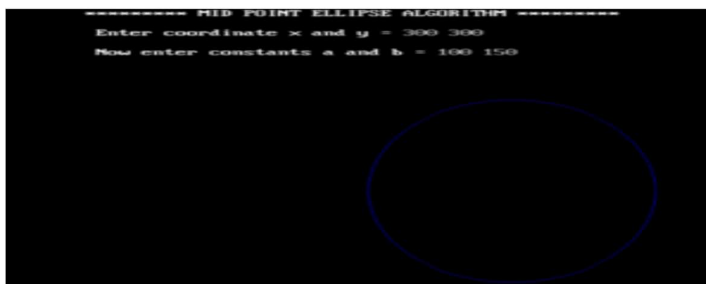 ========= MID POINT ELLIPSE ALGORITHM =========
Enter coordinate x and y = 300 300
Now enter constants a and b = 100 150